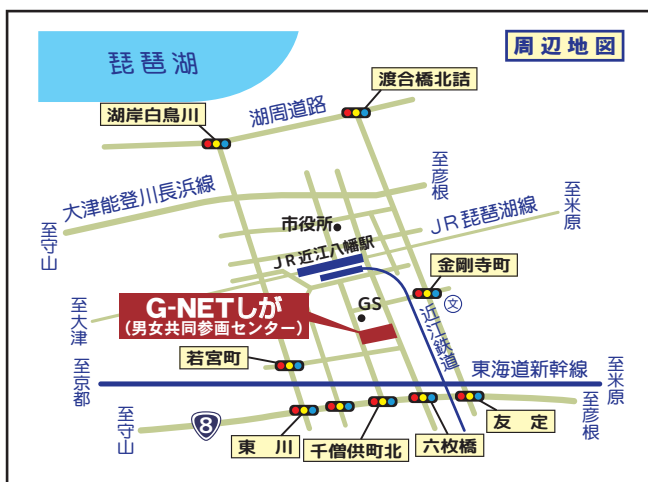 琵琶湖
周辺地図
渡合橋北詰
湖岸白鳥川
湖周道路
至彦根
大津能登川長浜線
至守山
市役所
JR琵琶湖線
至米原
JR近江八幡駅
金剛寺町
文
GS
G-NETしが
(男女共同参画センター)
至大津
近江鉄道
若宮町
東海道新幹線
至京都
至米原
至守山
8
東川
千僧供町北
六枚橋
友定
至彦根